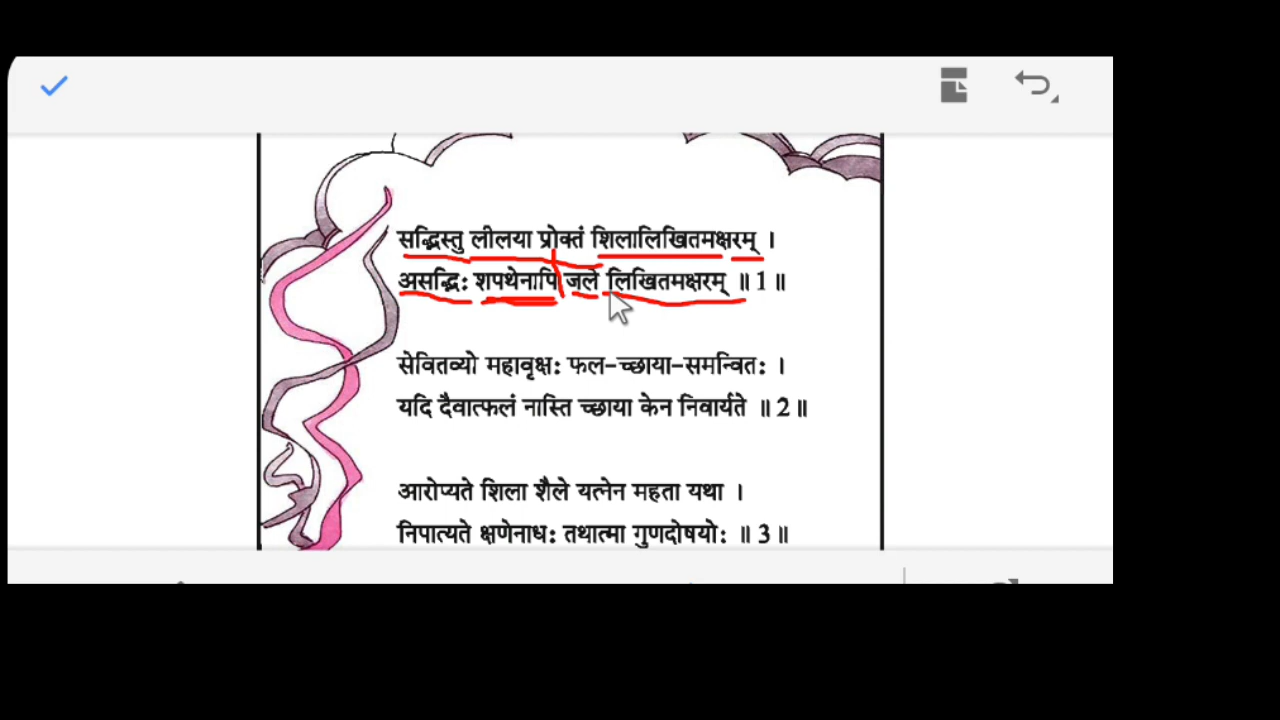 सद्भिस्तु लीलया प्रोक्तं शिलालिखितमक्षरम् ।
असद्भिः शपथेनापि जले लिखितमक्षरम् ॥ 1 ॥
सेवितव्यो महावृक्षः फल-च्छाया-समन्वितः ।
यदि दैवात्फलं नास्ति च्छाया केन निवार्यते ॥ 2 ॥
आरोप्यते शिला शैले यत्नेन महता यथा ।
निपात्यते क्षणेनाधः तथात्मा गुणदोषयोः ॥ 3 ॥